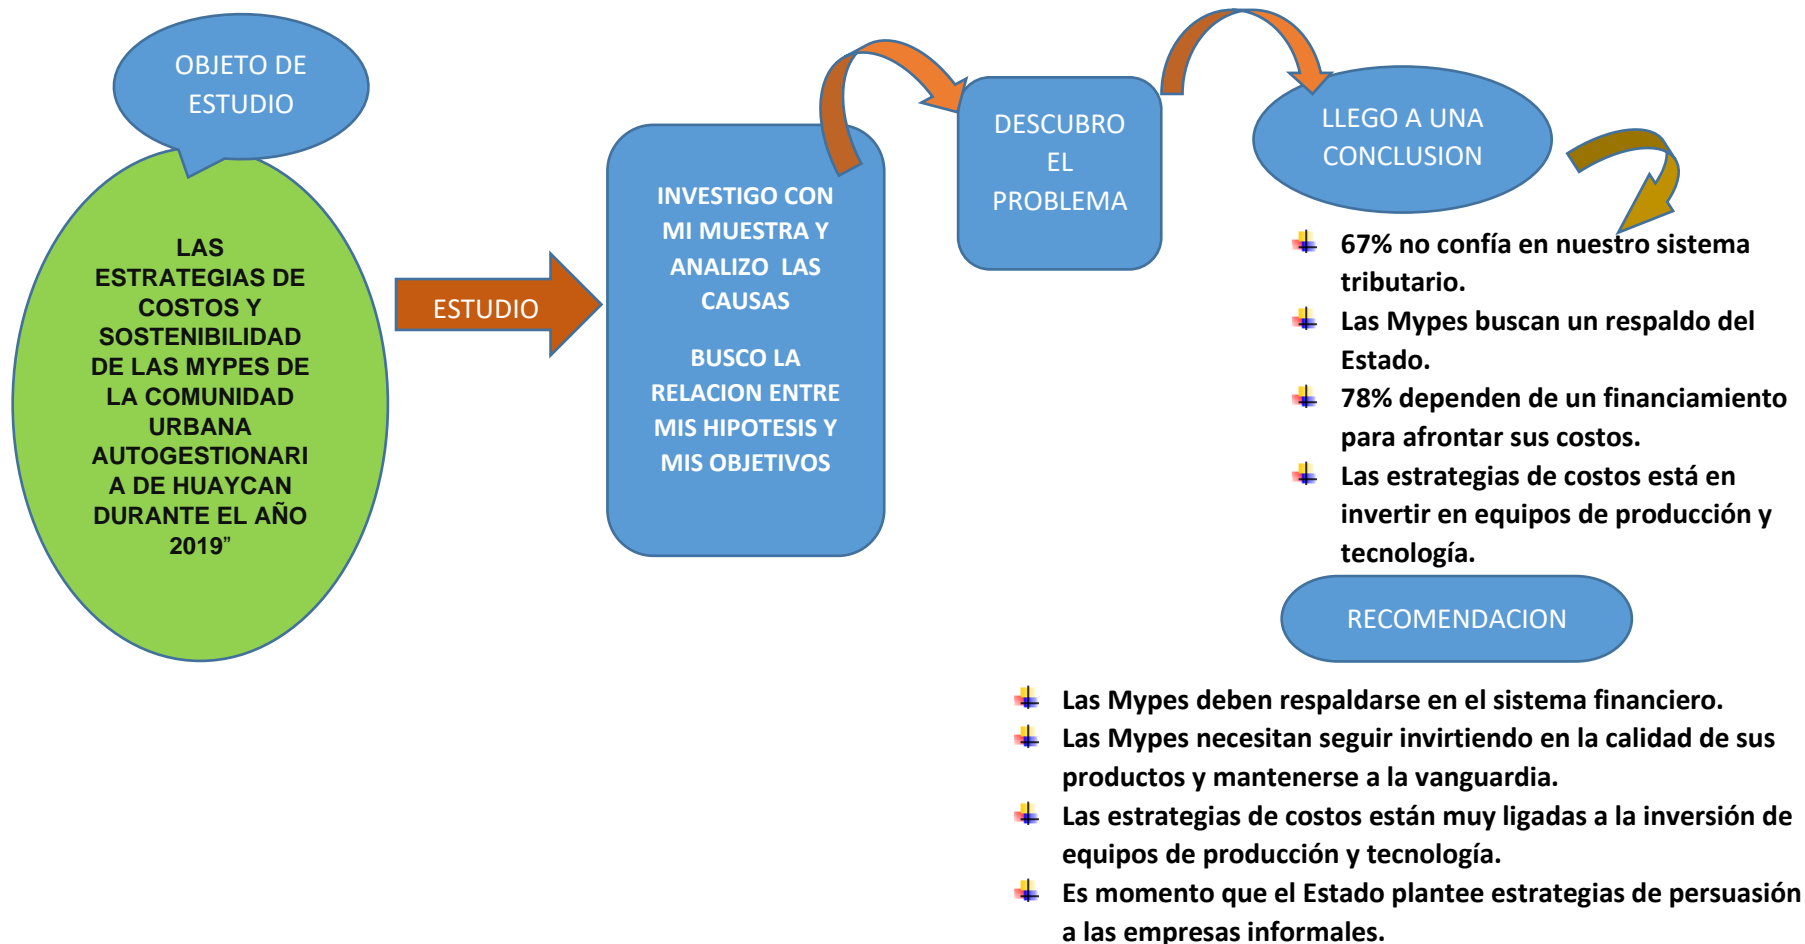 OBJETO DE
ESTUDIO
LAS
ESTRATEGIAS DE
COSTOS Y
SOSTENIBILIDAD
DE LAS MYPES DE
LA COMUNIDAD
URBANA
AUTOGESTIONARI
A DE HUAYCAN
DURANTE EL AÑO
2019”
ESTUDIO
INVESTIGO CON
MI MUESTRA Y
ANALIZO LAS
CAUSAS
BUSCO LA
RELACION ENTRE
MIS HIPOTESIS Y
MIS OBJETIVOS
DESCUBRO
EL
PROBLEMA
LLEGO A UNA
CONCLUSION
67% no confía en nuestro sistema
tributario.
Las Mypes buscan un respaldo del
Estado.
78% dependen de un financiamiento
para afrontar sus costos.
Las estrategias de costos está en
invertir en equipos de producción y
tecnología.
RECOMENDACION
Las Mypes deben respaldarse en el sistema financiero.
Las Mypes necesitan seguir invirtiendo en la calidad de sus
productos y mantenerse a la vanguardia.
Las estrategias de costos están muy ligadas a la inversión de
equipos de producción y tecnología.
Es momento que el Estado plantee estrategias de persuasión
a las empresas informales.